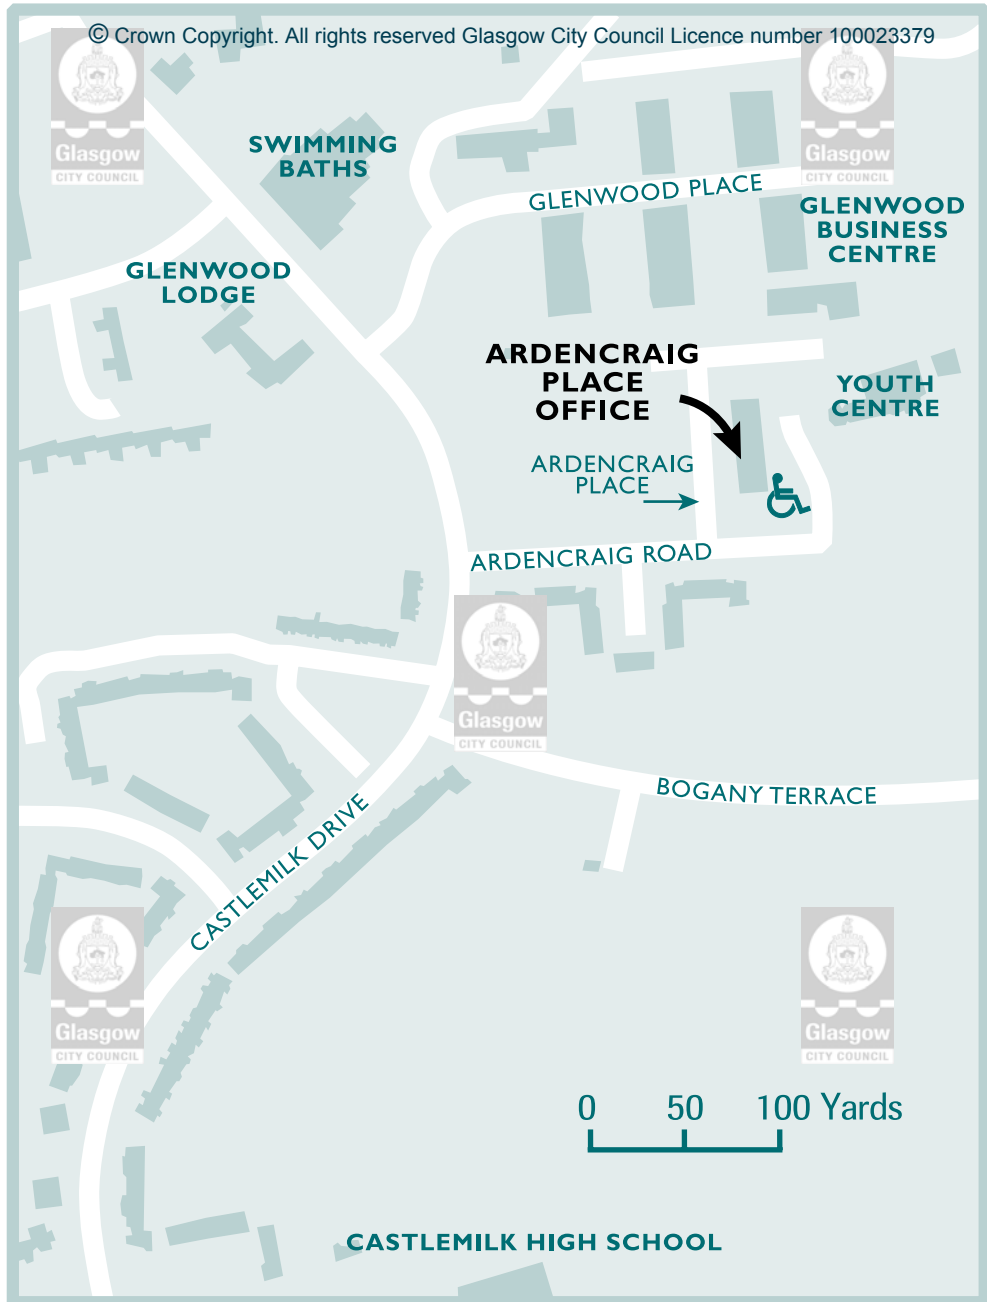 © Crown Copyright. All rights reserved Glasgow City Council Licence number 100023379
Glasgow
CITY COUNCIL
Glasgow
CITY COUNCIL
SWIMMING
BATHS
GLENWOOD PLACE
GLENWOOD
BUSINESS
CENTRE
GLENWOOD
LODGE
ARDENCRAIG
PLACE
OFFICE
YOUTH
CENTRE
ARDENCRAIG
PLACE
ARDENCRAIG ROAD
Glasgow
CITY COUNCIL
BOGANY TERRACE
CASTLEMILK DRIVE
Glasgow
CITY COUNCIL
Glasgow
CITY COUNCIL
0 50 100 Yards
CASTLEMILK HIGH SCHOOL